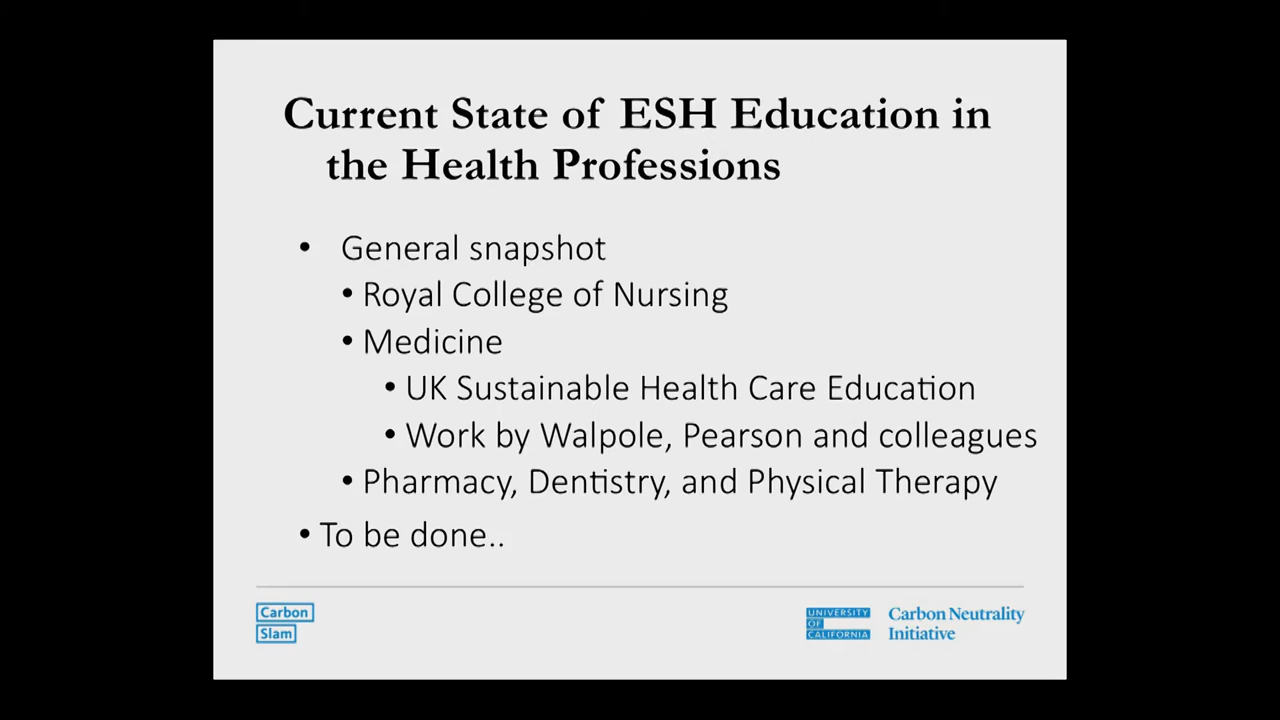 Current State of ESH Education in
the Health Professions
• General snapshot
• Royal College of Nursing
• Medicine
• UK Sustainable Health Care Education
• Work by Walpole, Pearson and colleagues
• Pharmacy, Dentistry, and Physical Therapy
• To be done..
Carbon
Slam
UNIVERSITY
OF
CALIFORNIA
Carbon Neutrality
Initiative